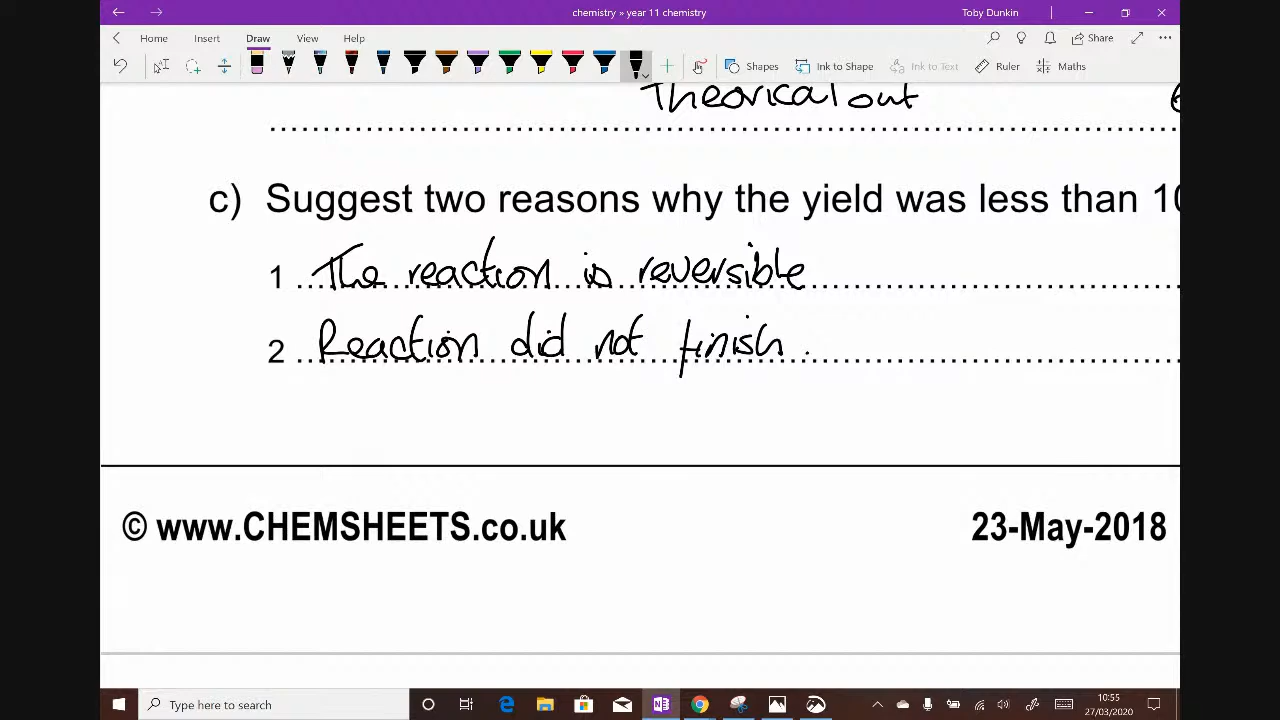 chemistry » year 11 chemistry
Toby Dunkin
Home Insert Draw View Help
Share
Shapes Ink to Shape Ink to Text Ruler Maths
Theorical out
c) Suggest two reasons why the yield was less than 10
1 The reaction is reversible
2 Reaction did not finish.
© www.CHEMSHEETS.co.uk
23-May-2018
Type here to search
10:55
27/03/2020